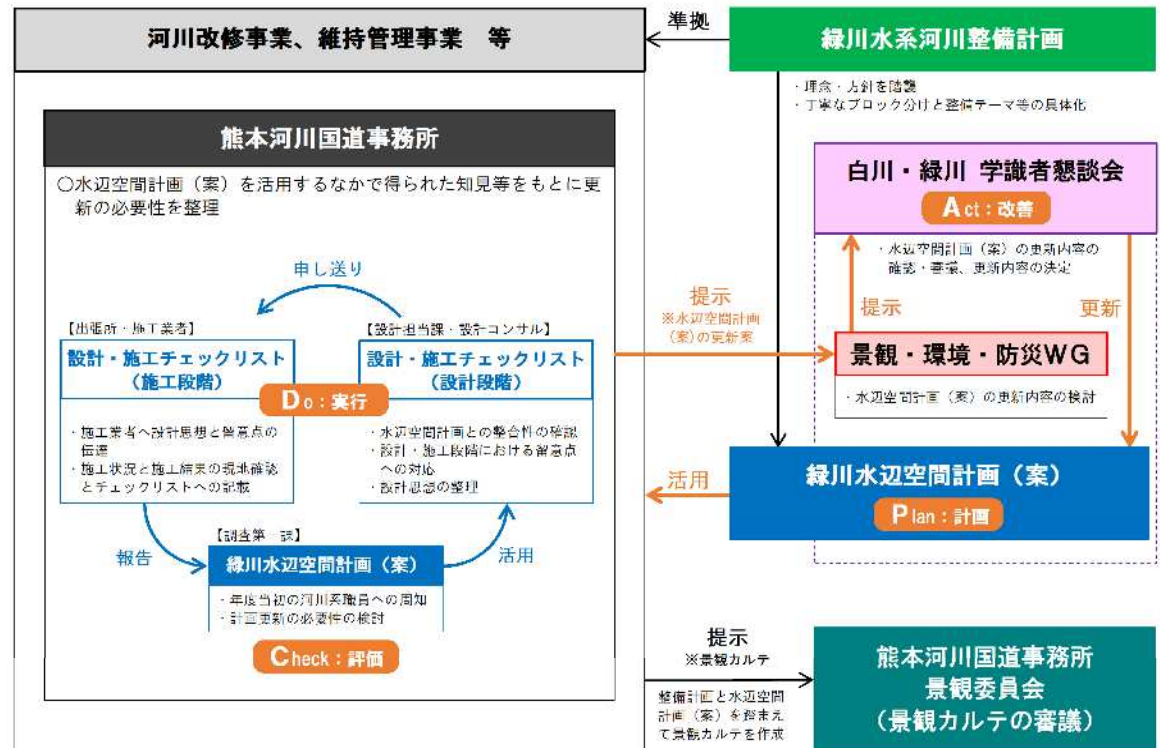 河川改修事業、維持管理事業 等
準拠
緑川水系河川整備計画
・理念・方針を踏襲
・丁寧なブロック分けと整備テーマ等の具体化
熊本河川国道事務所
○水辺空間計画（案）を活用するなかで得られた知見等をもとに更
新の必要性を整理
申し送り
【出張所・施工業者】
設計・施工チェックリスト
（施工段階）
【設計担当課・設計コンサル】
設計・施工チェックリスト
（設計段階）
Do：実行
・施工業者へ設計思想と留意点の
伝達
・施工状況と施工結果の現地確認
とチェックリストへの記載
・水辺空間計画との整合性の確認
・設計・施工段階における留意点
への対応
・設計思想の整理
報告
【調査第一課】
緑川水辺空間計画（案）
活用
・年度当初の河川系職員への周知
・計画更新の必要性の検討
Check：評価
提示
※水辺空間計画
（案）の更新案
白川・緑川 学識者懇談会
Act：改善
・水辺空間計画（案）の更新内容の
確認・審議、更新内容の決定
提示
更新
景観・環境・防災WG
・水辺空間計画（案）の更新内容の検討
活用
緑川水辺空間計画（案）
Plan：計画
提示
※景観カルテ
整備計画と水辺空間
計画（案）を踏まえ
て景観カルテを作成
熊本河川国道事務所
景観委員会
（景観カルテの審議）